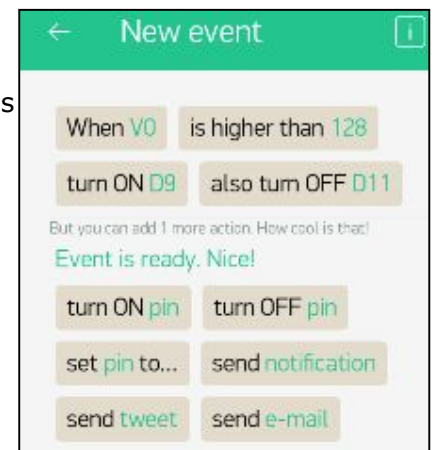 ← New event i
s
When V0 is higher than 128
turn ON D9 also turn OFF D11
But you can add 1 more action. How cool is that!
Event is ready. Nice!
turn ON pin turn OFF pin
set pin to... send notification
send tweet send e-mail